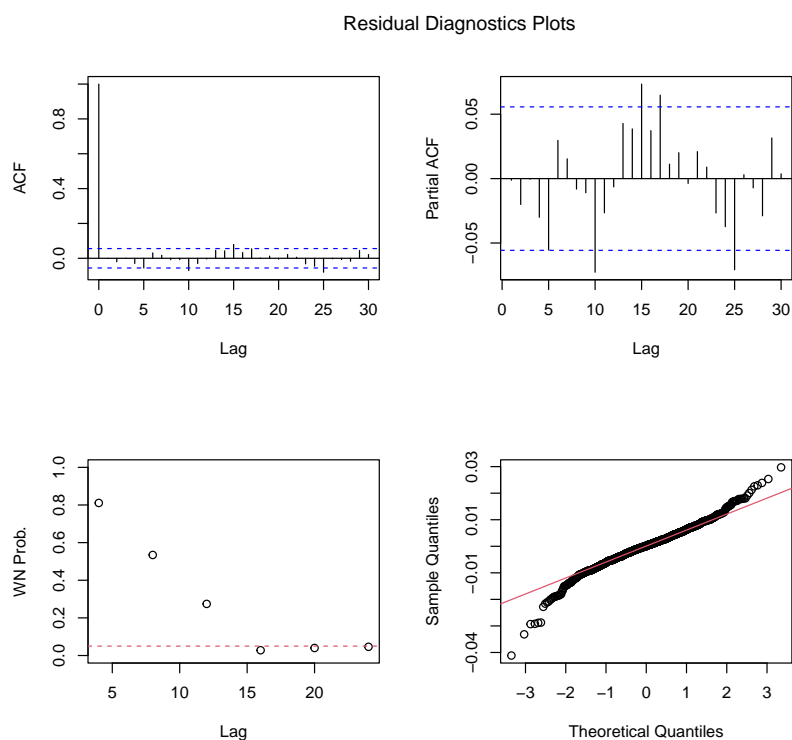 Residual Diagnostics Plots
ACF
0.0 0.4 0.8
0 5 10 15 20 25 30
Lag
Partial ACF
−0.05 0.00 0.05
0 5 10 15 20 25 30
Lag
WN Prob.
0.0 0.2 0.4 0.6 0.8 1.0
5 10 15 20
Lag
Sample Quantiles
−0.04 −0.01 0.01 0.03
−3 −2 −1 0 1 2 3
Theoretical Quantiles